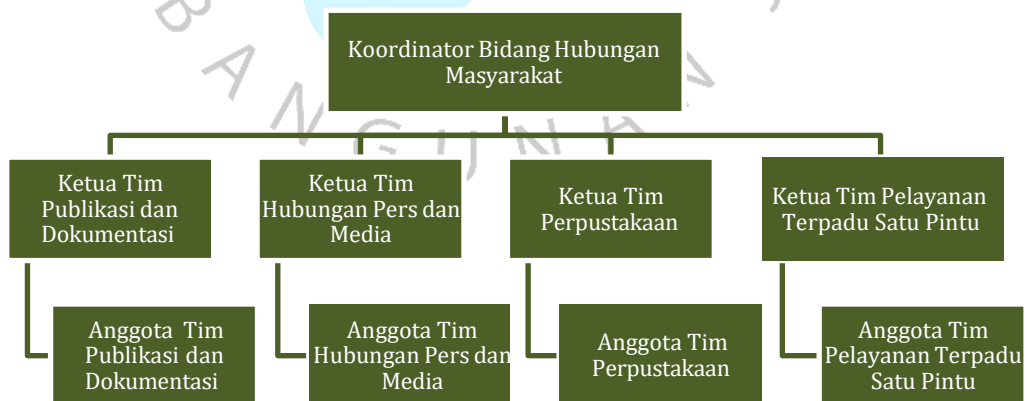 Koordinator Bidang Hubungan
Masyarakat
Ketua Tim
Publikasi dan
Dokumentasi
Ketua Tim
Hubungan Pers dan
Media
Ketua Tim
Perpustakaan
Ketua Tim Pelayanan
Terpadu Satu Pintu
Anggota Tim
Publikasi dan
Dokumentasi
Anggota Tim
Hubungan Pers dan
Media
Anggota Tim
Perpustakaan
Anggota Tim
Pelayanan Terpadu
Satu Pintu